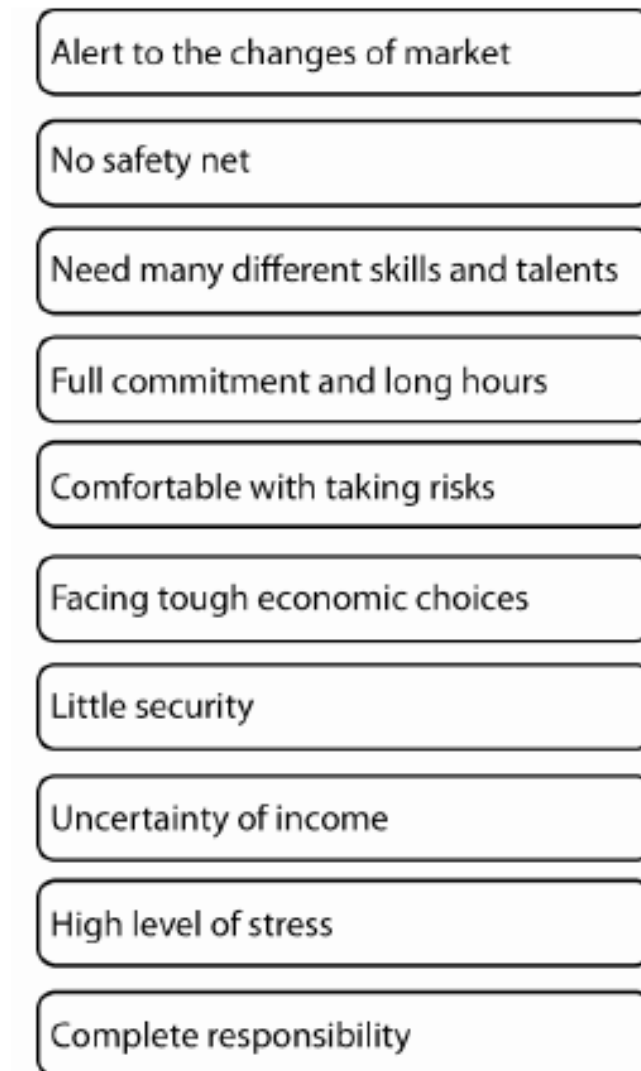 Alert to the changes of market
No safety net
Need many different skills and talents
Full commitment and long hours
Comfortable with taking risks
Facing tough economic choices
Little security
Uncertainty of income
High level of stress
Complete responsibility